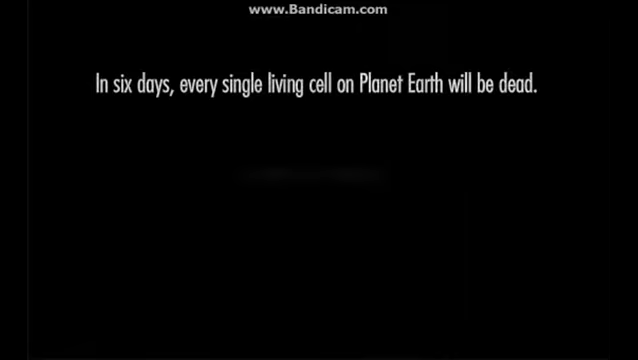 www.Bandicam.com
In six days, every single living cell on Planet Earth will be dead.